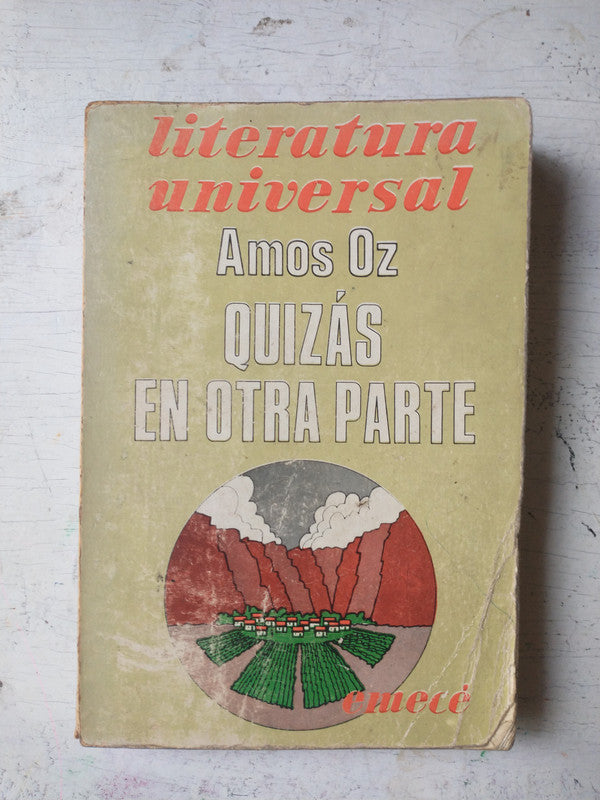 literatura
universal
Amos Oz
QUIZÁS
EN OTRA PARTE
emecé